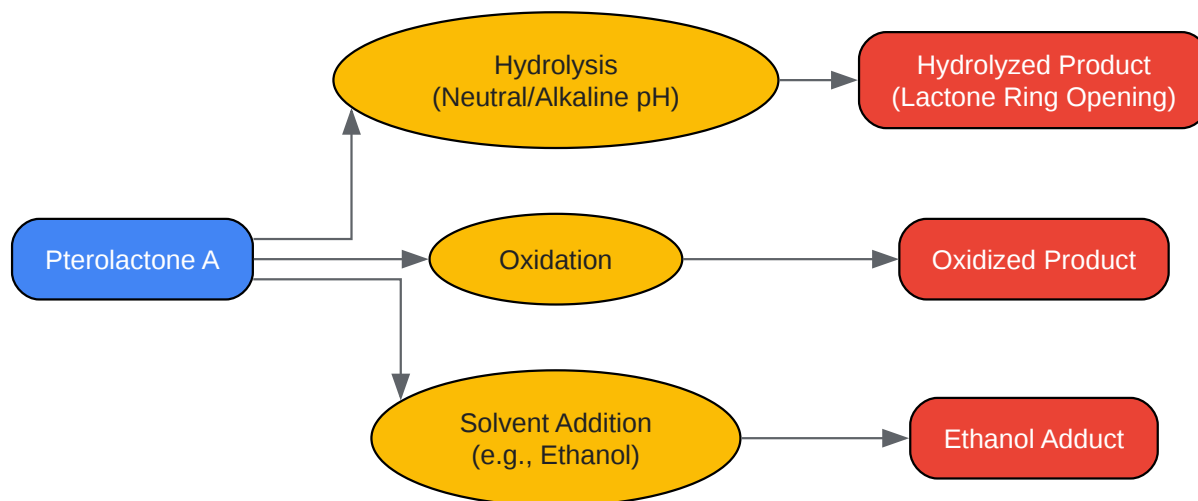 Hydrolysis
(Neutral/Alkaline pH)
Hydrolyzed Product
(Lactone Ring Opening)
Pterolactone A
Oxidation
Oxidized Product
Solvent Addition
(e.g., Ethanol)
Ethanol Adduct